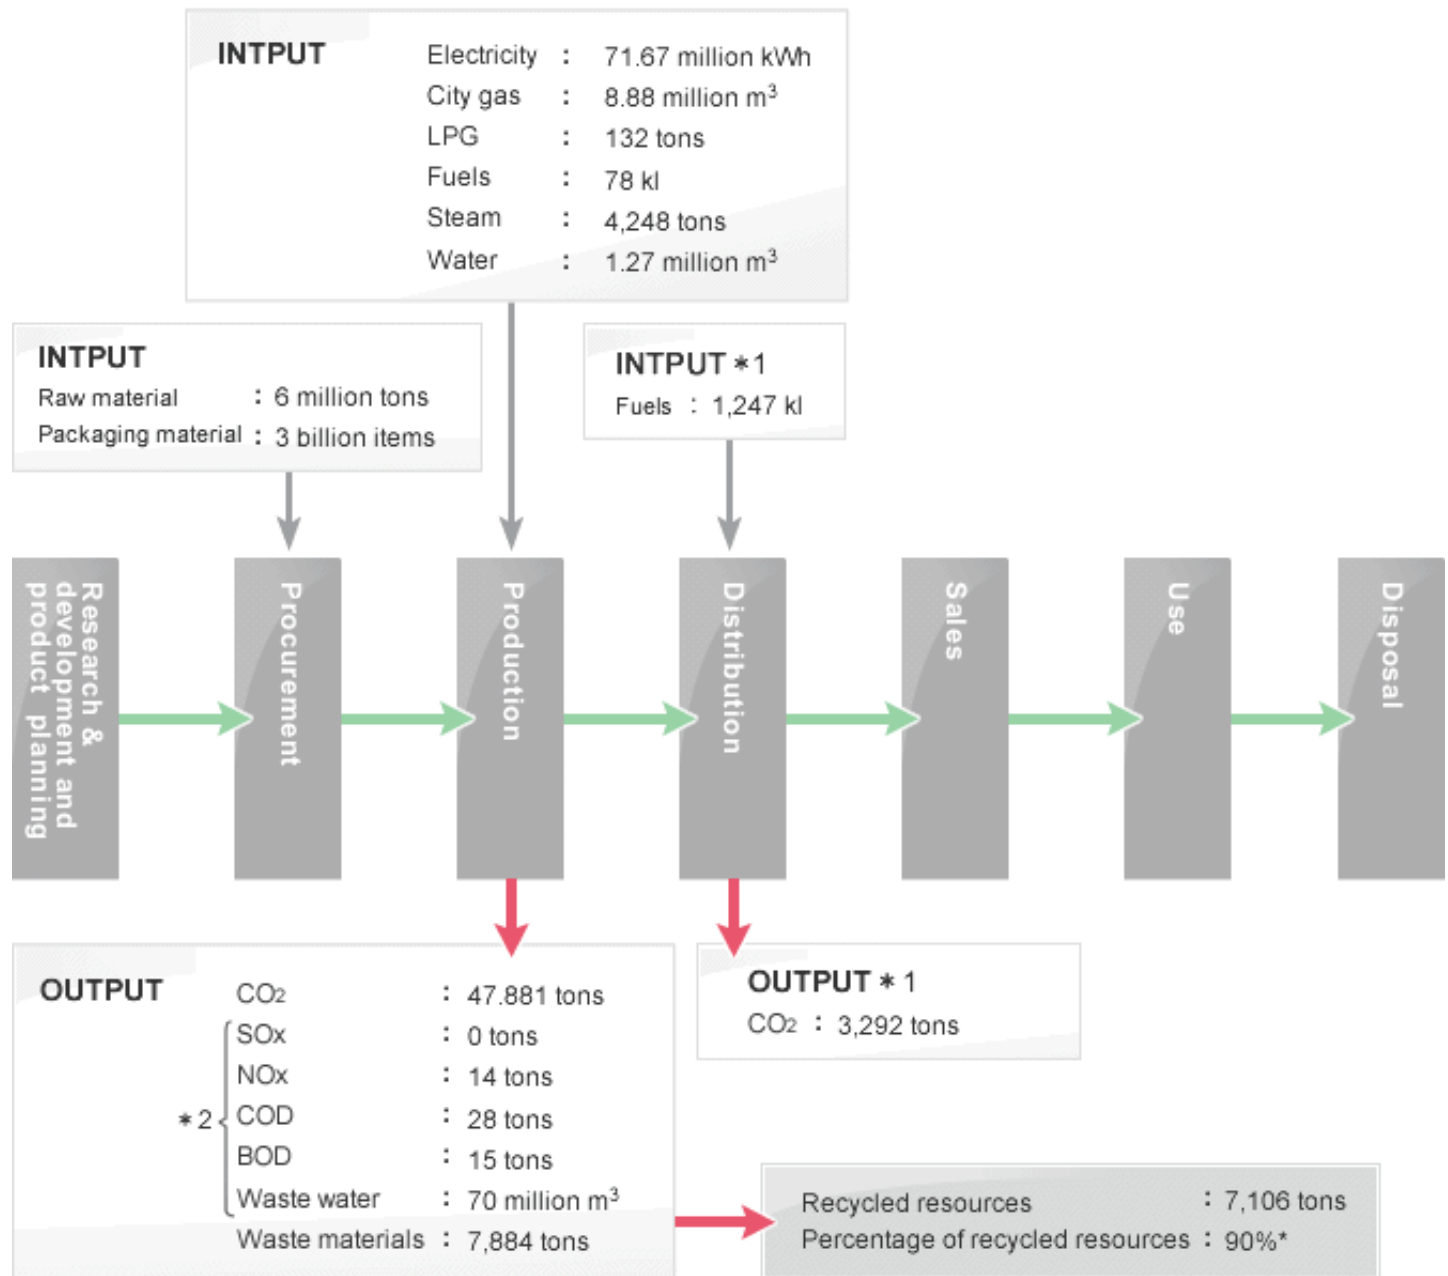 INTPUT
Electricity : 71.67 million kWh
City gas : 8.88 million m³
LPG : 132 tons
Fuels : 78 kl
Steam : 4,248 tons
Water : 1.27 million m³
INTPUT
Raw material : 6 million tons
Packaging material : 3 billion items
INTPUT *1
Fuels : 1,247 kl
Research &
development and
product planning
Procurement
Production
Distribution
Sales
Use
Disposal
OUTPUT
CO2 : 47.881 tons
SOx : 0 tons
NOx : 14 tons
*2
COD : 28 tons
BOD : 15 tons
Waste water : 70 million m³
Waste materials : 7,884 tons
OUTPUT *1
CO2 : 3,292 tons
Recycled resources : 7,106 tons
Percentage of recycled resources : 90%*